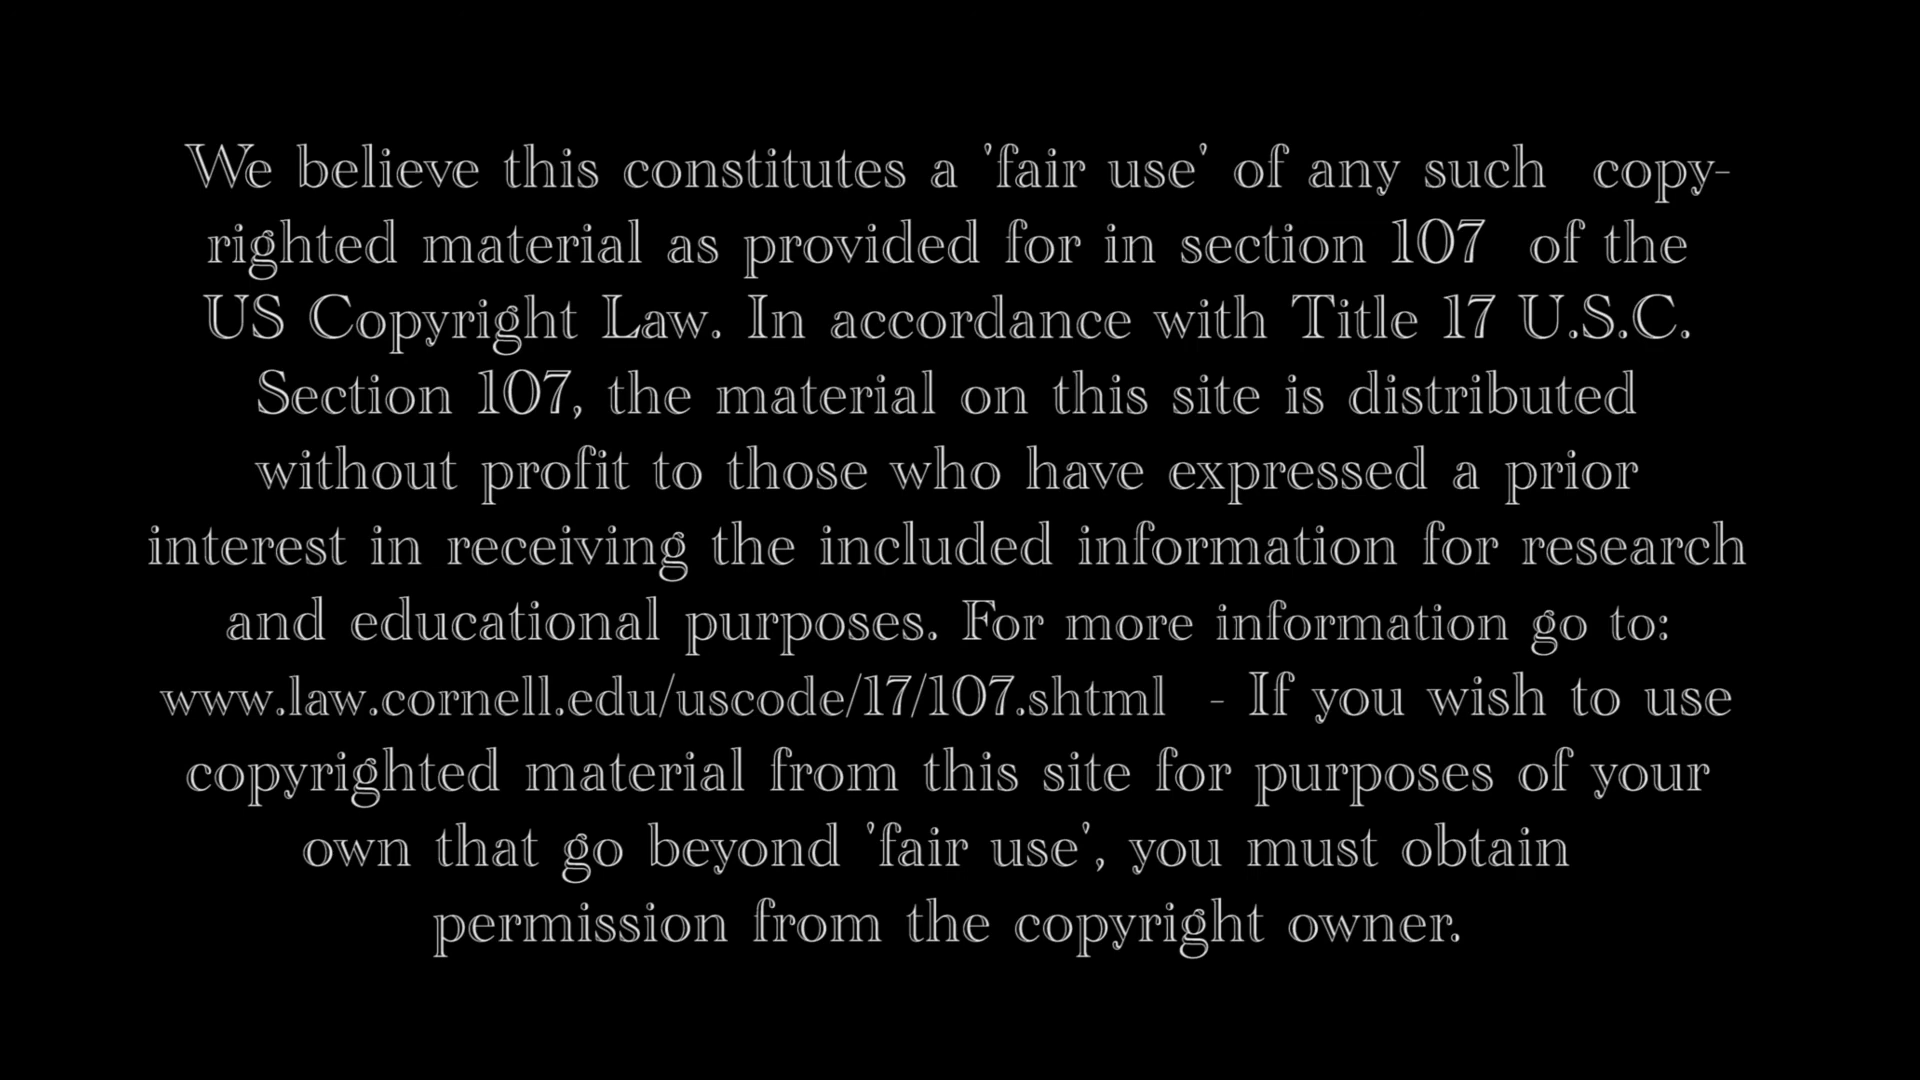 We believe this constitutes a 'fair use' of any such copy-
righted material as provided for in section 107 of the
US Copyright Law. In accordance with Title 17 U.S.C.
Section 107, the material on this site is distributed
without profit to those who have expressed a prior
interest in receiving the included information for research
and educational purposes. For more information go to:
www.law.cornell.edu/uscode/17/107.shtml - If you wish to use
copyrighted material from this site for purposes of your
own that go beyond 'fair use', you must obtain
permission from the copyright owner.